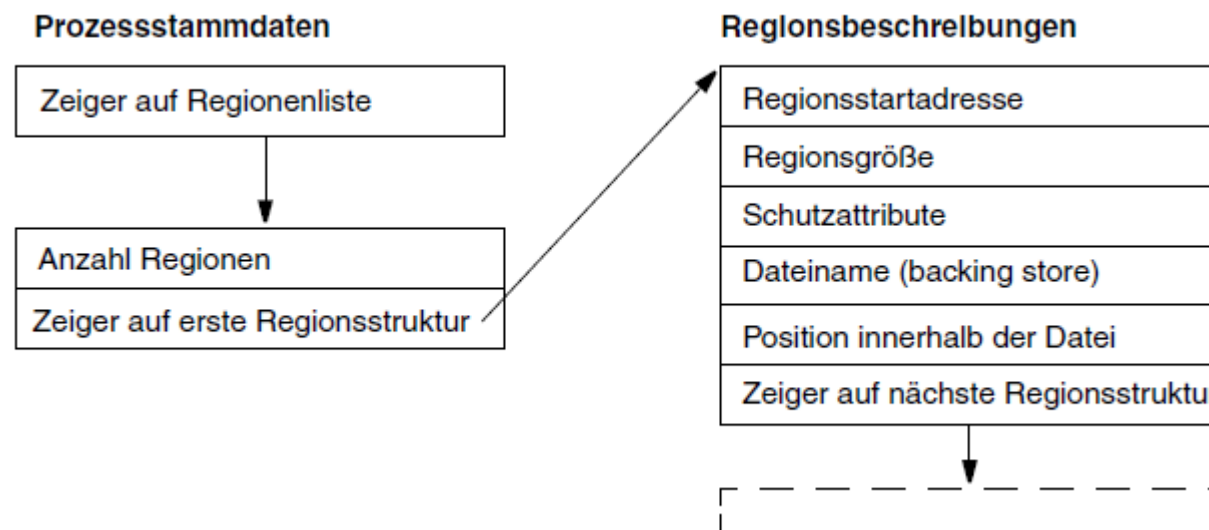 Prozessstammdaten
Zeiger auf Regionenliste
Anzahl Regionen
Zeiger auf erste Regionsstruktur
Regionsbeschreibungen
Regionsstartadresse
Regionsgröße
Schutzattribute
Dateiname (backing store)
Position innerhalb der Datei
Zeiger auf nächste Regionsstruktu